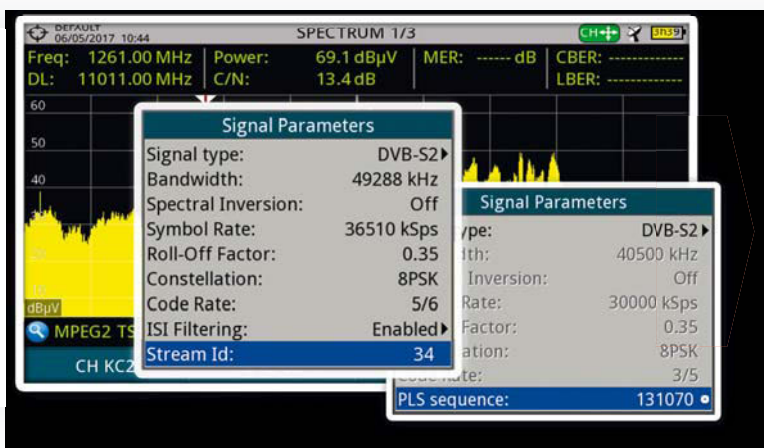 DEFAULT
06/05/2017 10:44
SPECTRUM 1/3
CH
3h39
Freq: 1261.00 MHz Power: 69.1 dBµV MER: ------ dB CBER: -------------
DL: 11011.00 MHz C/N: 13.4 dB LBER: -------------
60
50
40
dBµV
MPEG2 TS
CH KC2
Signal Parameters
Signal type: DVB-S2
Bandwidth: 49288 kHz
Spectral Inversion: Off
Symbol Rate: 36510 kSps
Roll-Off Factor: 0.35
Constellation: 8PSK
Code Rate: 5/6
ISI Filtering: Enabled
Stream Id: 34
Signal Parameters
ype: DVB-S2
dth: 40500 kHz
Inversion: Off
Rate: 30000 kSps
Factor: 0.35
ation: 8PSK
Code Rate: 3/5
PLS sequence: 131070